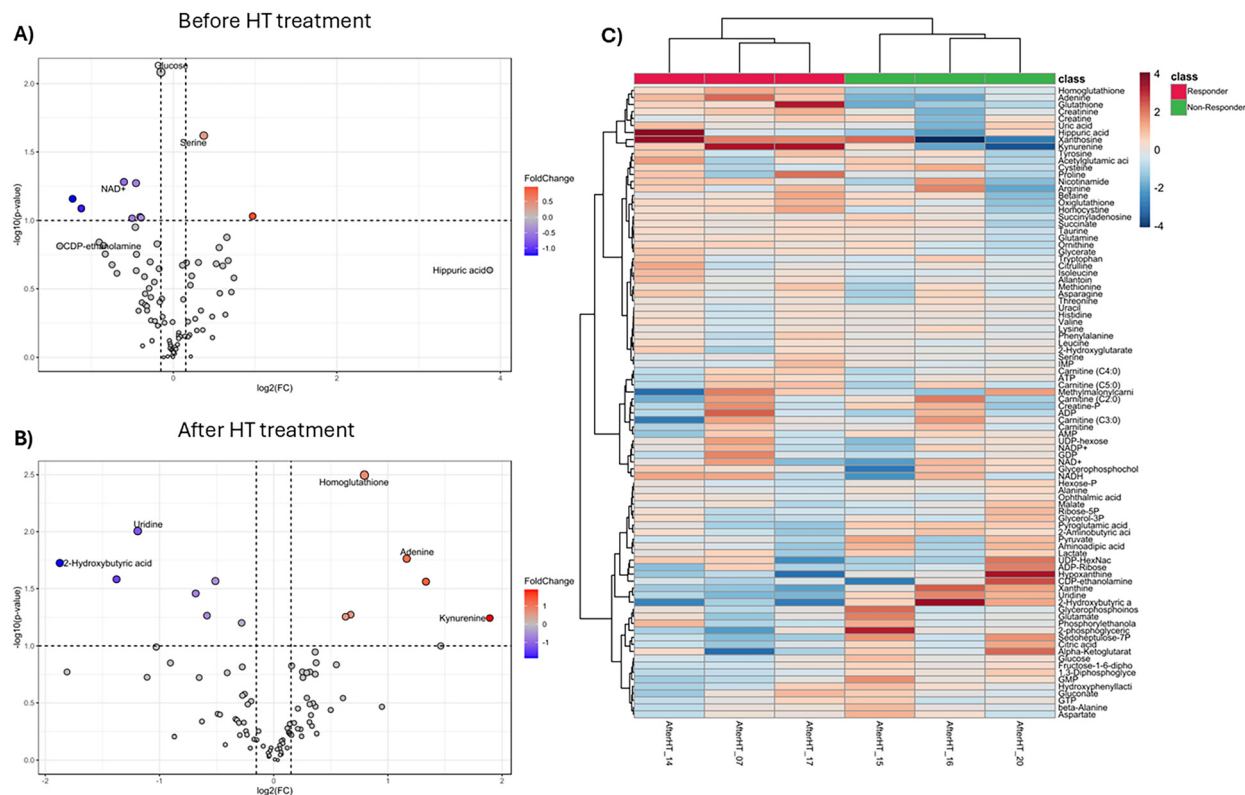 A)
Before HT treatment
Glucose
Serine
NAD+
CDP-ethanolamine
Hippuric acid
2.0
1.5
1.0
0.5
0.0
-log10(p-value)
0
2
4
log2(FC)
FoldChange
0.5
0.0
-0.5
-1.0
B)
After HT treatment
Homoglutathione
Uridine
2-Hydroxybutyric acid
Adenine
Kynurenine
2.5
2.0
1.5
1.0
0.5
0.0
-log10(p-value)
-2
-1
0
1
2
log2(FC)
FoldChange
1
0
-1
C)
class
Homoglutathione
Adenine
Glutathione
Creatinine
Creatine
Uric acid
Hippuric acid
Xanthosine
Kynurenine
Tyrosine
Acetylglutamic aci
Cysteine
Proline
Nicotinamide
Arginine
Betaine
Oxiglutathione
Homocystine
Succinyladenosine
Succinate
Taurine
Glutamine
Ornithine
Glycerate
Tryptophan
Citrulline
Isoleucine
Allantoin
Methionine
Asparagine
Threonine
Uracil
Histidine
Valine
Lysine
Phenylalanine
Leucine
2-Hydroxyglutarate
Serine
IMP
Carnitine (C4:0)
ATP
Carnitine (C5:0)
Methylmalonylcarni
Carnitine (C2:0)
Creatine-P
ADP
Carnitine (C3:0)
Carnitine
AMP
UDP-hexose
NADP+
GDP
NAD+
Glycerophosphochol
NADH
Hexose-P
Alanine
Ophthalmic acid
Malate
Ribose-5P
Glycerol-3P
Pyroglutamic acid
2-Aminobutyric aci
Pyruvate
Aminoadipic acid
Lactate
UDP-HexNac
ADP-Ribose
Hypoxanthine
CDP-ethanolamine
Xanthine
Uridine
2-Hydroxybutyric a
Glycerophosphoinos
Glutamate
Phosphorylethanola
2-phosphoglyceric
Sedoheptulose-7P
Citric acid
Alpha-Ketoglutarat
Glucose
Fructose-1-6-dipho
1,3-Diphosphoglyce
GMP
Hydroxyphenyllacti
Gluconate
GTP
beta-Alanine
Aspartate
AfterHT_14
AfterHT_07
AfterHT_17
AfterHT_15
AfterHT_16
AfterHT_20
4
2
0
-2
-4
class
Responder
Non-Responder